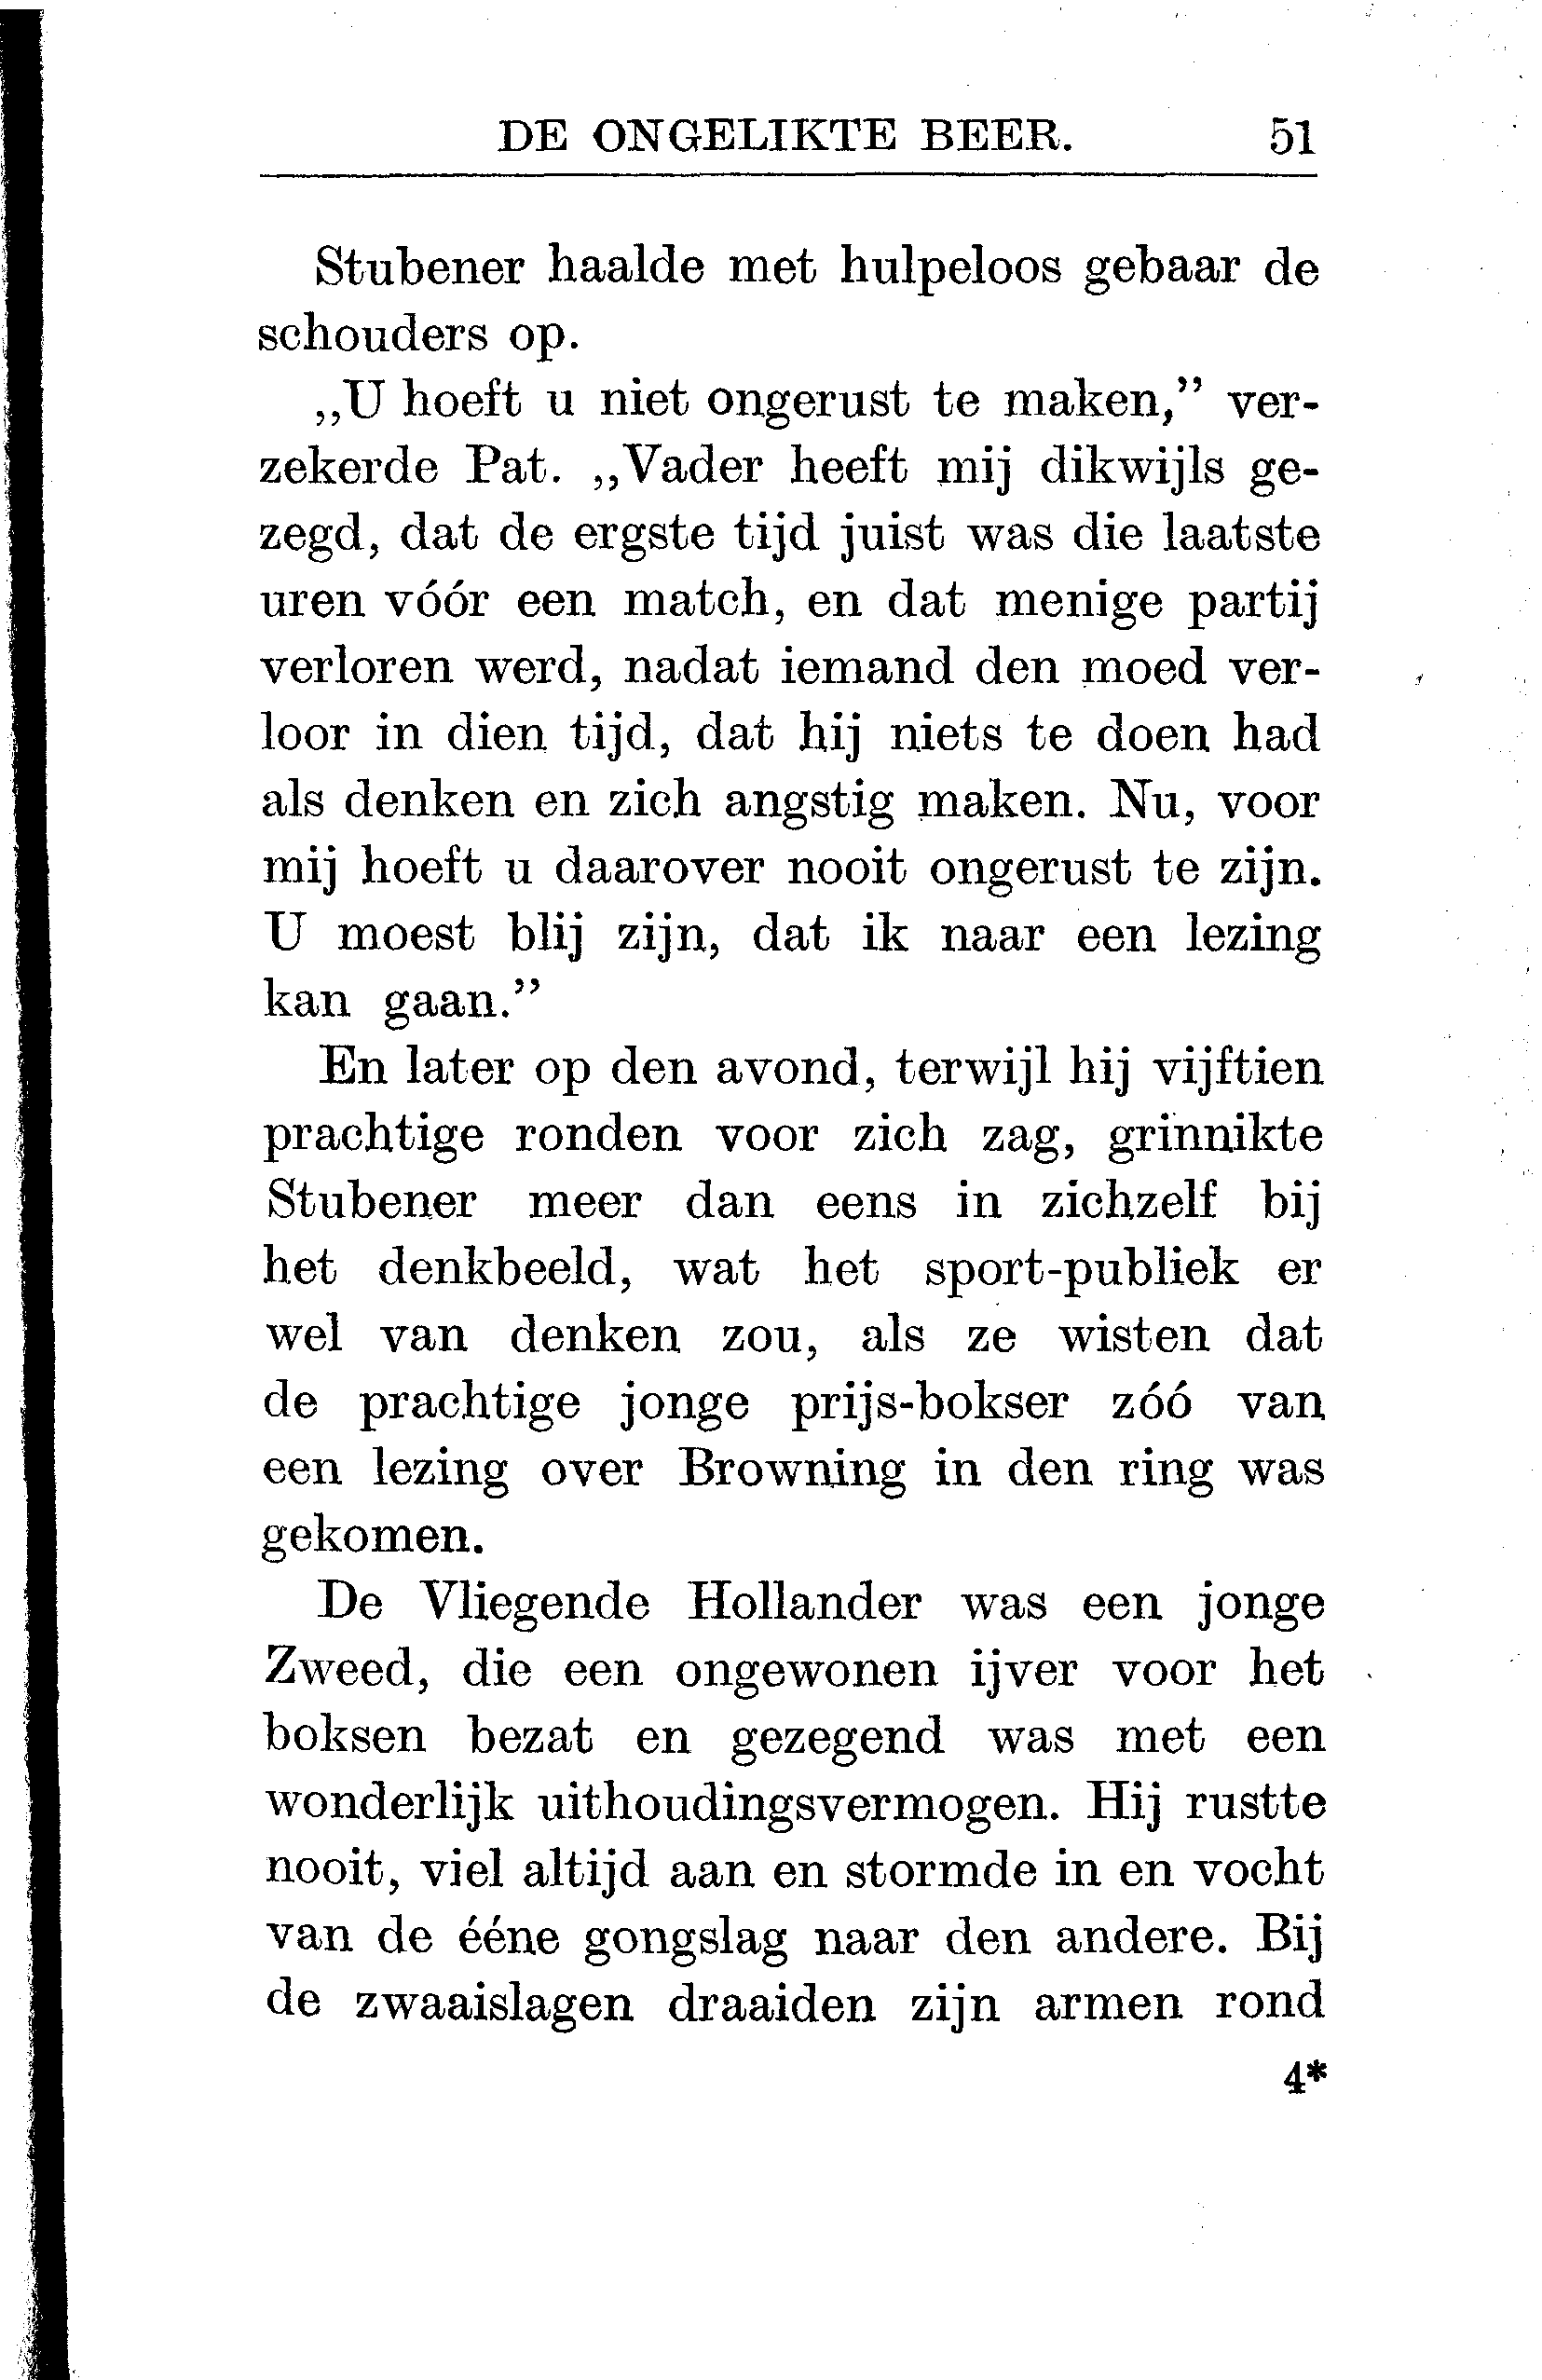 DE ONGELIKTE BEER. 51
Stubener haalde met hulpeloos gebaar de
schouders op.
„U hoeft u niet ongerust te maken,” ver-
zekerde Pat. „Vader heeft mij dikwijls ge-
zegd, dat de ergste tijd juist was die laatste
uren vóór een match, en dat menige partij
verloren werd, nadat iemand den moed ver-
loor in dien tijd, dat hij niets te doen had
als denken en zich angstig maken. Nu, voor
mij hoeft u daarover nooit ongerust te zijn.
U moest blij zijn, dat ik naar een lezing
kan gaan.”
En later op den avond, terwijl hij vijftien
prachtige ronden voor zich zag, grinnikte
Stubener meer dan eens in zichzelf bij
het denkbeeld, wat het sport-publiek er
wel van denken zou, als ze wisten dat
de prachtige jonge prijs-bokser zóó van
een lezing over Browning in den ring was
gekomen.
De Vliegende Hollander was een jonge
Zweed, die een ongewonen ijver voor het
boksen bezat en gezegend was met een
wonderlijk uithoudingsvermogen. Hij rustte
nooit, viel altijd aan en stormde in en vocht
van de ééne gongslag naar den andere. Bij
de zwaaislagen draaiden zijn armen rond
4*